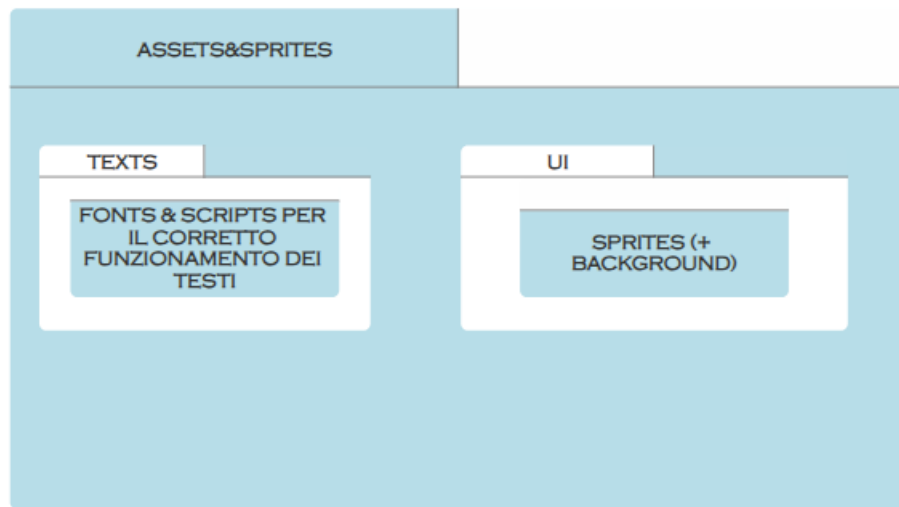 ASSETS&SPRITES
TEXTS
FONTS & SCRIPTS PER
IL CORRETTO
FUNZIONAMENTO DEI
TESTI
UI
SPRITES (+
BACKGROUND)